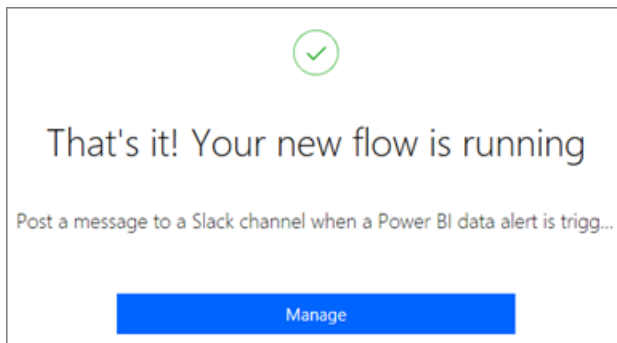 That's it! Your new flow is running
Post a message to a Slack channel when a Power BI data alert is trigg...
Manage